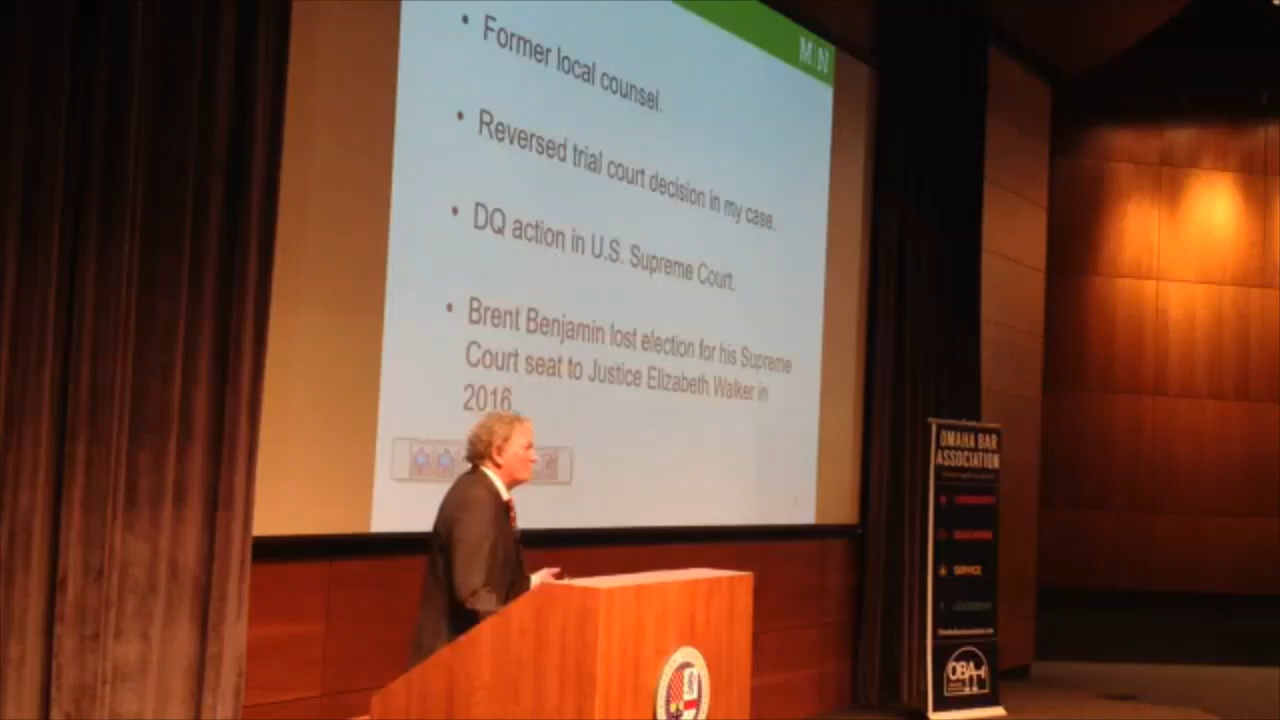 M|N
• Former local counsel.
• Reversed trial court decision in my case.
• DQ action in U.S. Supreme Court.
• Brent Benjamin lost election for his Supreme
Court seat to Justice Elizabeth Walker in
2016
OMAHA BAR
ASSOCIATION
SERVICE
LEADERSHIP
OBA